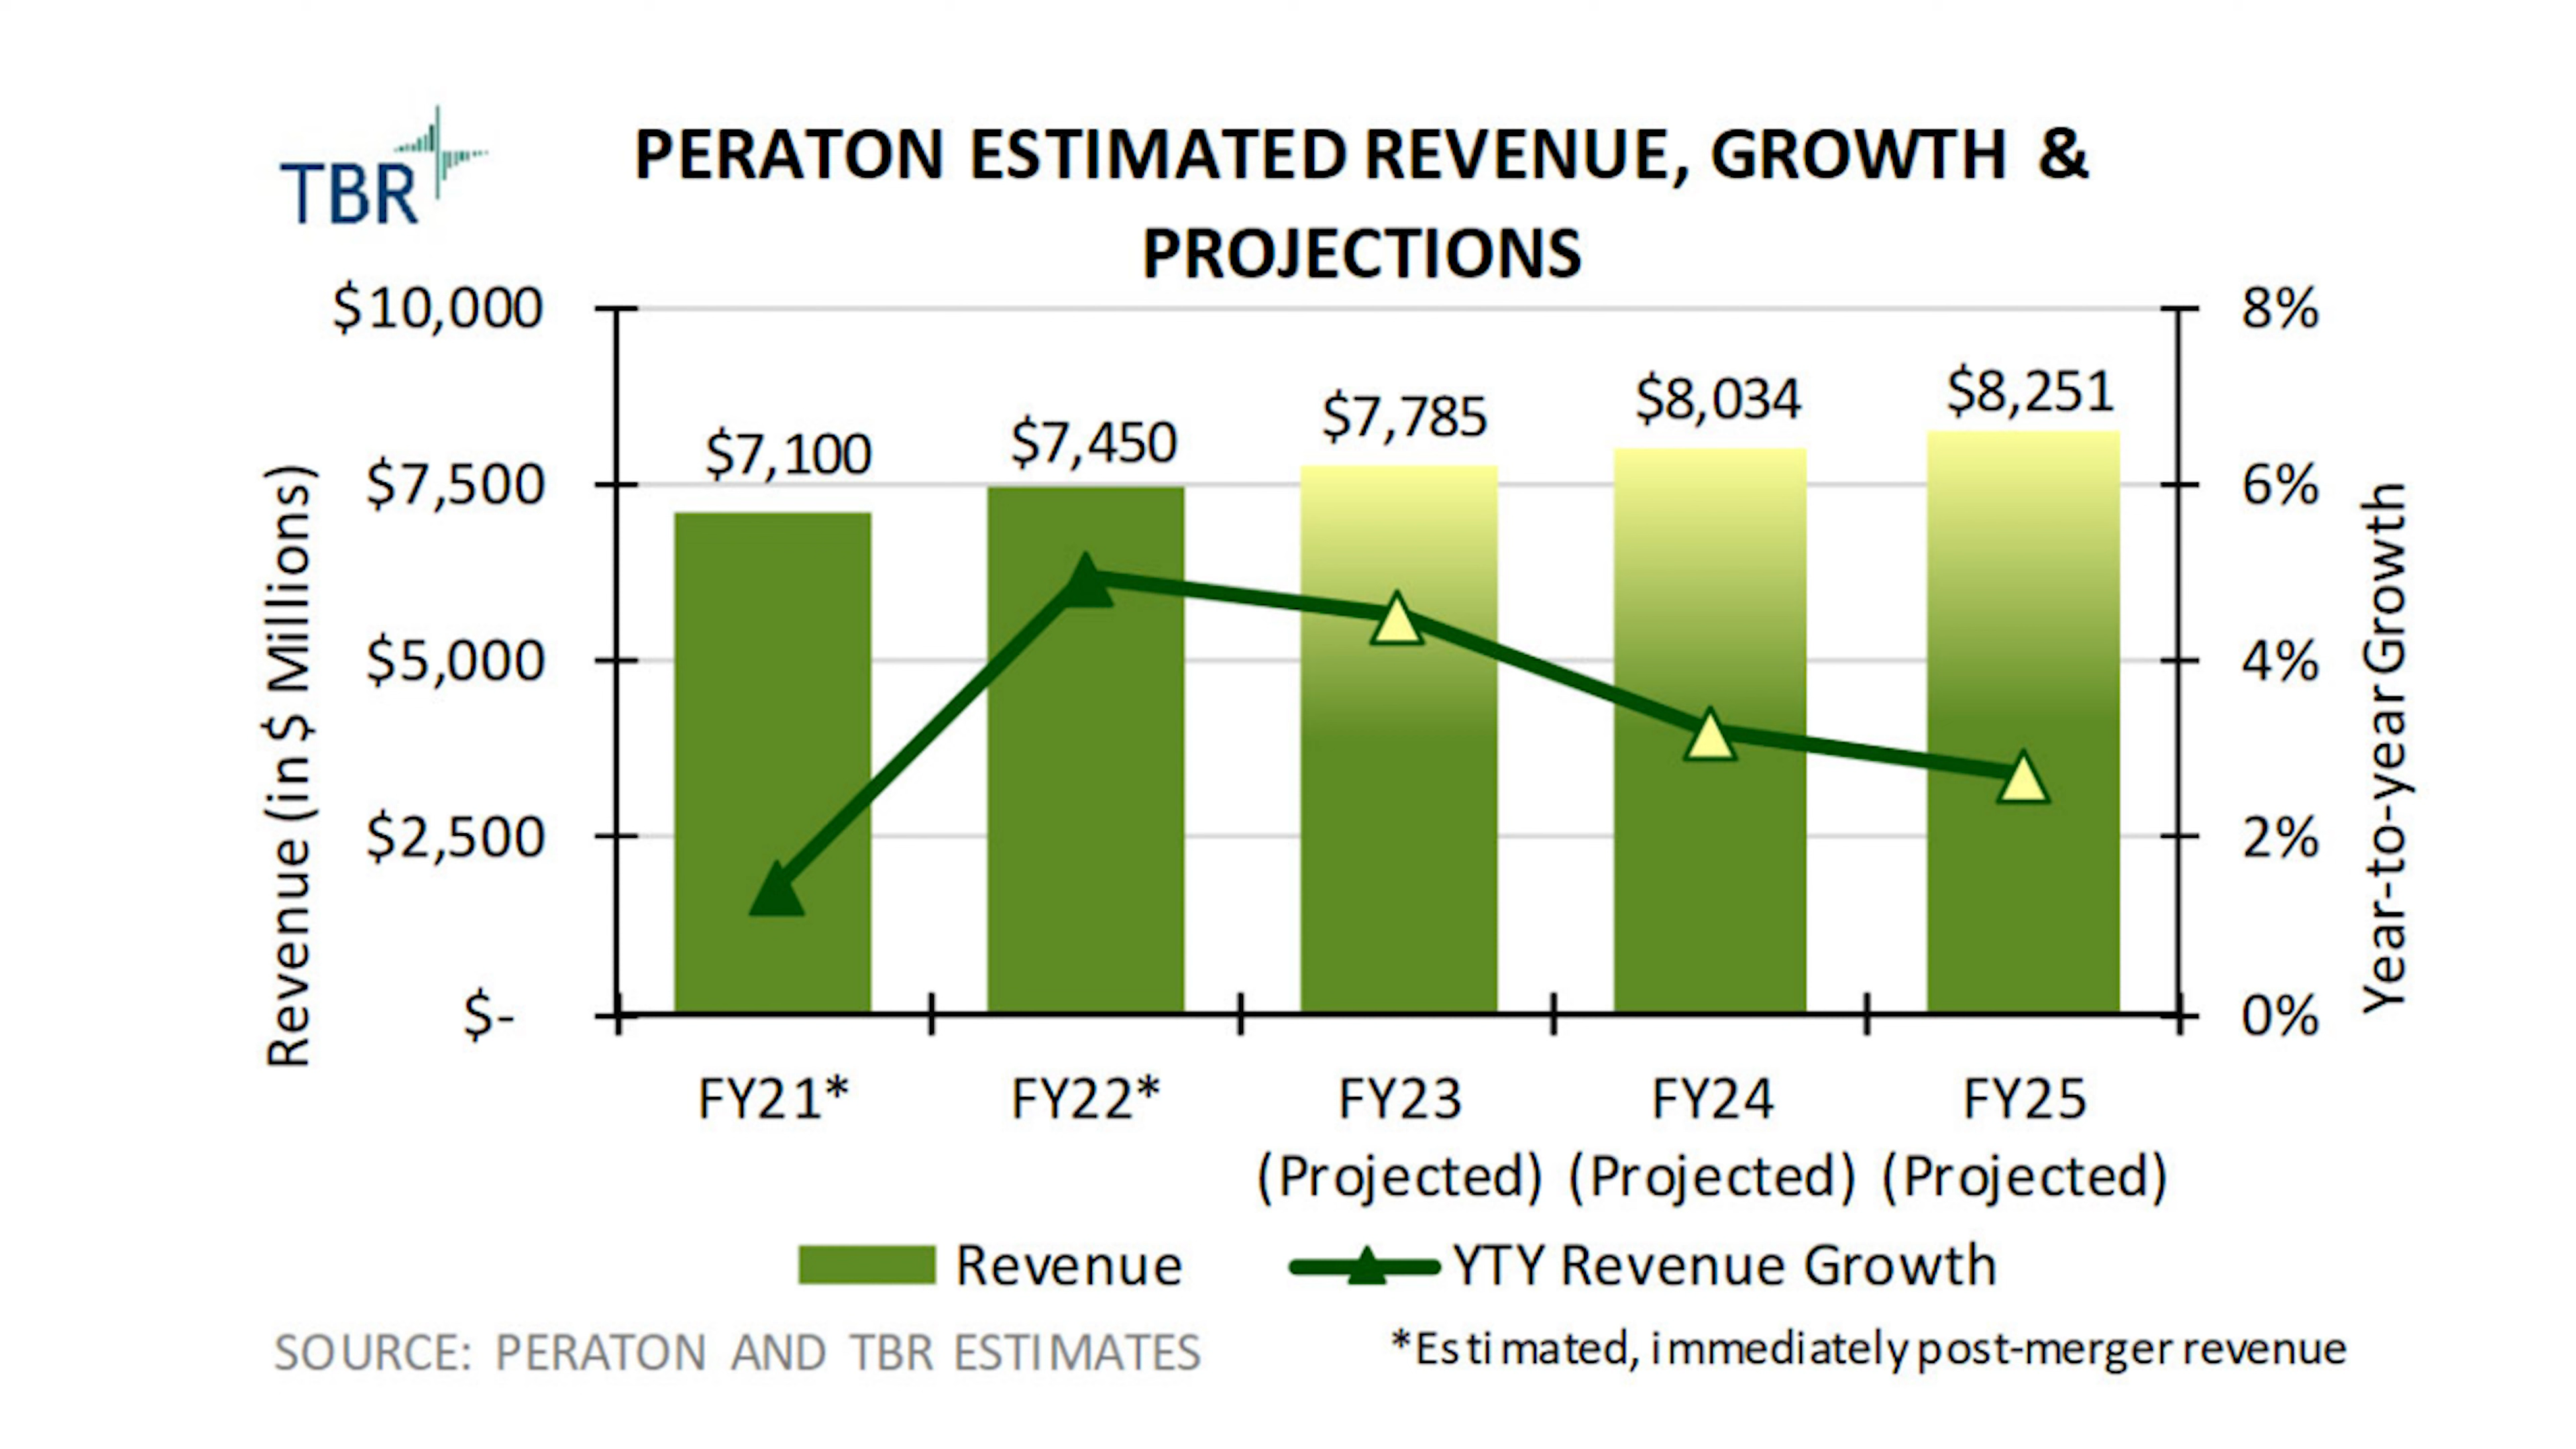 TBR
PERATON ESTIMATED REVENUE, GROWTH &
PROJECTIONS
Revenue (in $ Millions)
$10,000
$7,500
$5,000
$2,500
$-
$7,100
$7,450
$7,785
$8,034
$8,251
8%
6%
4%
2%
0%
Year-to-year Growth
FY21*
FY22*
FY23
(Projected)
FY24
(Projected)
FY25
(Projected)
Revenue
YTY Revenue Growth
SOURCE: PERATON AND TBR ESTIMATES
*Estimated, immediately post-merger revenue